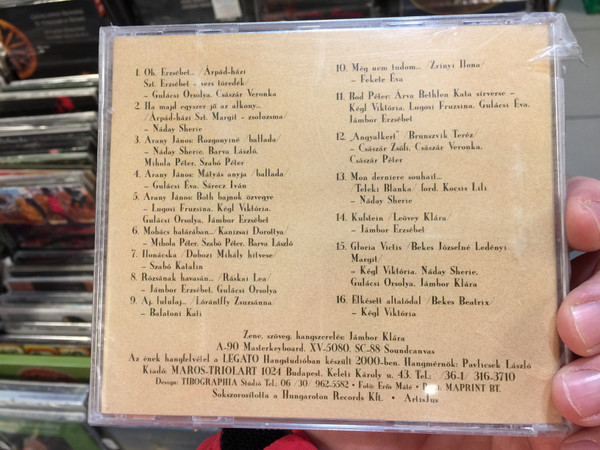 1. Oh, Erzsébet... /Árpád-házi
Szt. Erzsébet - vers töredék/
- Gulácsi Orsolya, Császár Veronka
2. Ha majd egyszer jő az alkony...
/Árpád-házi Szt. Margit - zsolozsma/
- Náday Sherie
3. Arany János: Rozgonyiné /ballada/
- Náday Sherie, Barva László,
Mihola Péter, Szabó Péter
4. Arany János: Mátyás anyja /ballada/
- Gulácsi Éva, Sárecz Iván
5. Arany János: Both bajnok özvegye
- Lugosi Fruzsina, Kégl Viktória,
Gulácsi Orsolya, Jámbor Erzsébet
6. Mohács határában... Kanizsai Dorottya
- Mihola Péter, Szabó Péter, Barva László
7. Honácska /Dobozi Mihály hitvese/
- Szabó Katalin
8. Rózsának havasán... /Ráskai Lea/
- Jámbor Erzsébet, Gulácsi Orsolya
9. Aj, lululaj... /Lórántffy Zsuzsánna/
- Balatoni Kati
10. Még nem tudom... /Zrínyi Ilona/
- Fekete Éva
11. Bod Péter: Árva Bethlen Kata sírverse -
Kégl Viktória, Lugosi Fruzsina, Gulácsi Éva,
Jámbor Erzsébet
12. „Angyalkert" /Brunszvik Teréz/
- Császár Zsófi, Császár Veronka,
Császár Péter
13. Mon derniere souhait...
Teleki Blanka/ ford. Kocsis Lili
- Náday Sherie
14. Kufstein /Leövey Klára/
- Jámbor Erzsébet
15. Gloria Victis /Bekes Józsefné Ledényi
Margit/
- Kégl Viktória, Náday Sherie,
Gulácsi Orsolya, Jámbor Klára
16. Elkésett altatódal /Bekes Beatrix/
- Kégl Viktória
Zene, szöveg, hangszerelés: Jámbor Klára
A-90 Masterkeyboard, XV-5080, SC-88 Soundcanvas
Az ének hangfelvétel a LEGATO Hangstúdióban készült 2000-ben. Hangmérnök: Pavlicsek László
Kiadó: MAROS-TRIOLART 1024 Budapest, Keleti Károly u. 43. Tel.: /36-1/ 316-3710
Design: TIBOGRAPHIA Stúdió Tel.: 06 /30/ 962-5582 • Fotó: Erős Máté • MAPRINT BT.
Sokszorosította a Hungaroton Records Kft. • Artisjus